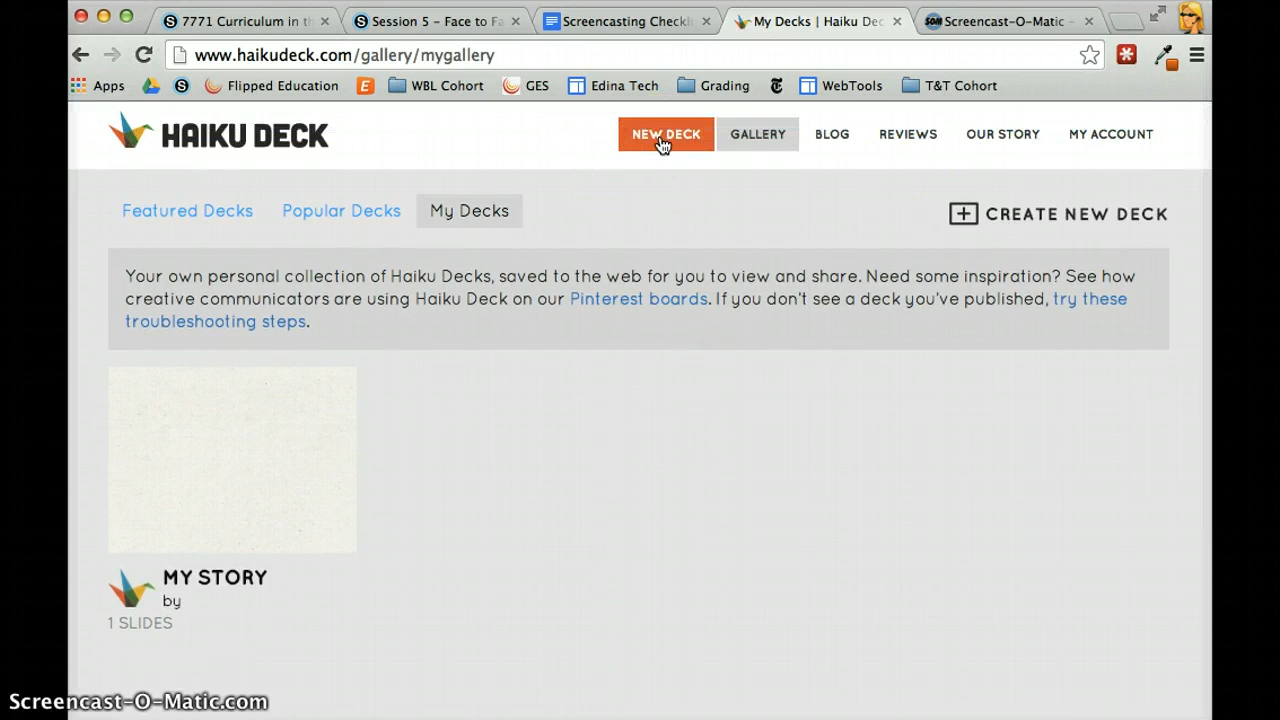 7771 Curriculum in th
Session 5 - Face to Fa
Screencasting Checkli
My Decks | Haiku Dec
SOM Screencast-O-Matic -
www.haikudeck.com/gallery/mygallery
Apps
Flipped Education
E
WBL Cohort
GES
Edina Tech
Grading
WebTools
T&T Cohort
HAIKU DECK
NEW DECK
GALLERY
BLOG
REVIEWS
OUR STORY
MY ACCOUNT
Featured Decks
Popular Decks
My Decks
CREATE NEW DECK
Your own personal collection of Haiku Decks, saved to the web for you to view and share. Need some inspiration? See how
creative communicators are using Haiku Deck on our Pinterest boards. If you don't see a deck you've published, try these
troubleshooting steps.
MY STORY
by
1 SLIDES
Screencast-O-Matic.com